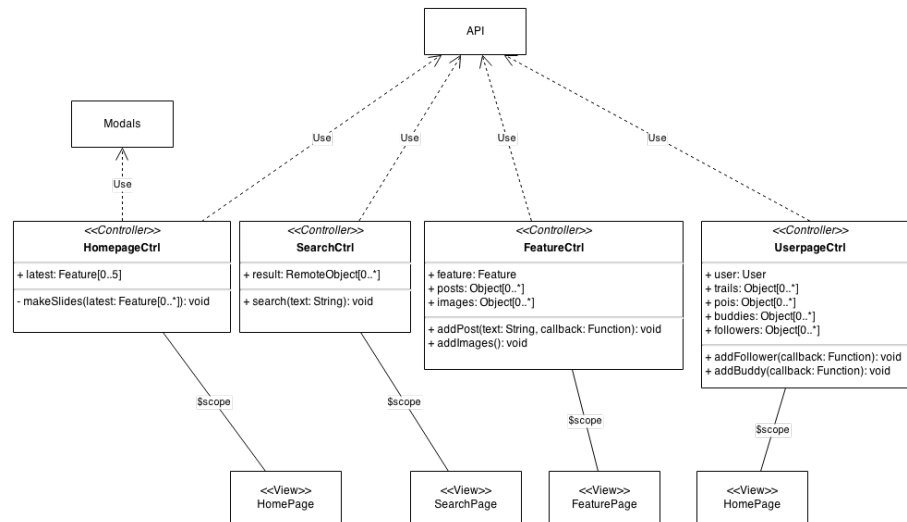 API
Modals
Use
Use
Use
Use
Use
<<Controller>>
HomepageCtrl
+ latest: Feature[0..5]
- makeSlides(latest: Feature[0..*]): void
<<Controller>>
SearchCtrl
+ result: RemoteObject[0..*]
+ search(text: String): void
<<Controller>>
FeatureCtrl
+ feature: Feature
+ posts: Object[0..*]
+ images: Object[0..*]
+ addPost(text: String, callback: Function): void
+ addImages(): void
<<Controller>>
UserpageCtrl
+ user: User
+ trails: Object[0..*]
+ pois: Object[0..*]
+ buddies: Object[0..*]
+ followers: Object[0..*]
+ addFollower(callback: Function): void
+ addBuddy(callback: Function): void
$scope
$scope
$scope
$scope
<<View>>
HomePage
<<View>>
SearchPage
<<View>>
FeaturePage
<<View>>
HomePage